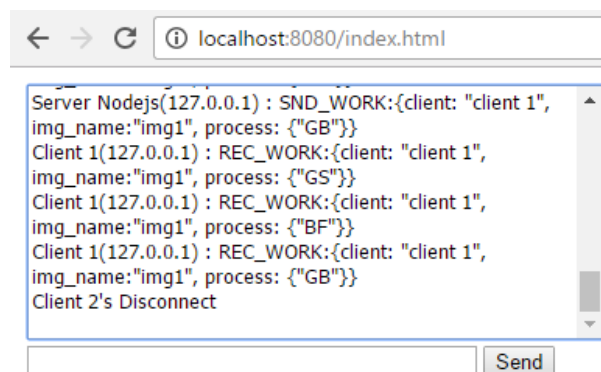 localhost:8080/index.html
Server Nodejs(127.0.0.1) : SND_WORK:{client: "client 1",
img_name:"img1", process: {"GB"}}
Client 1(127.0.0.1) : REC_WORK:{client: "client 1",
img_name:"img1", process: {"GS"}}
Client 1(127.0.0.1) : REC_WORK:{client: "client 1",
img_name:"img1", process: {"BF"}}
Client 1(127.0.0.1) : REC_WORK:{client: "client 1",
img_name:"img1", process: {"GB"}}
Client 2's Disconnect
Send